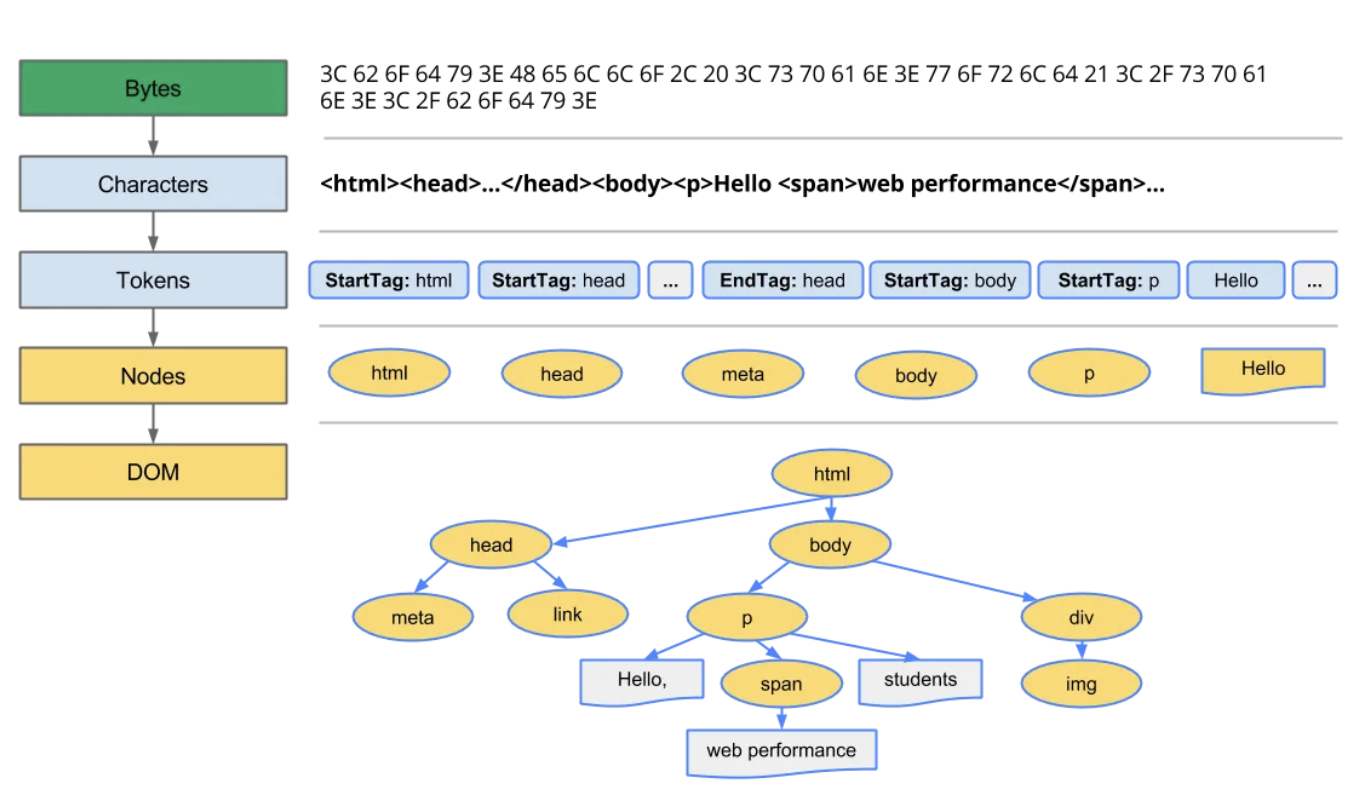 Bytes
3C 62 6F 64 79 3E 48 65 6C 6C 6F 2C 20 3C 73 70 61 6E 3E 77 6F 72 6C 64 21 3C 2F 73 70 61
6E 3E 3C 2F 62 6F 64 79 3E
Characters
<html><head>...</head><body><p>Hello <span>web performance</span>...
Tokens
StartTag: html
StartTag: head
...
EndTag: head
StartTag: body
StartTag: p
Hello
...
Nodes
html
head
meta
body
p
Hello
DOM
html
head
body
meta
link
p
div
Hello,
span
students
img
web performance